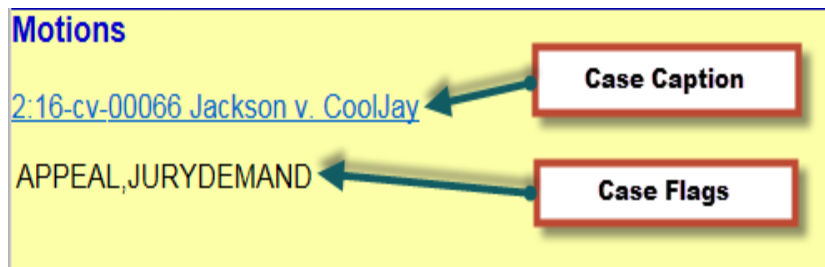 Motions
Case Caption
2:16-cv-00066 Jackson v. CoolJay
APPEAL,JURYDEMAND
Case Flags